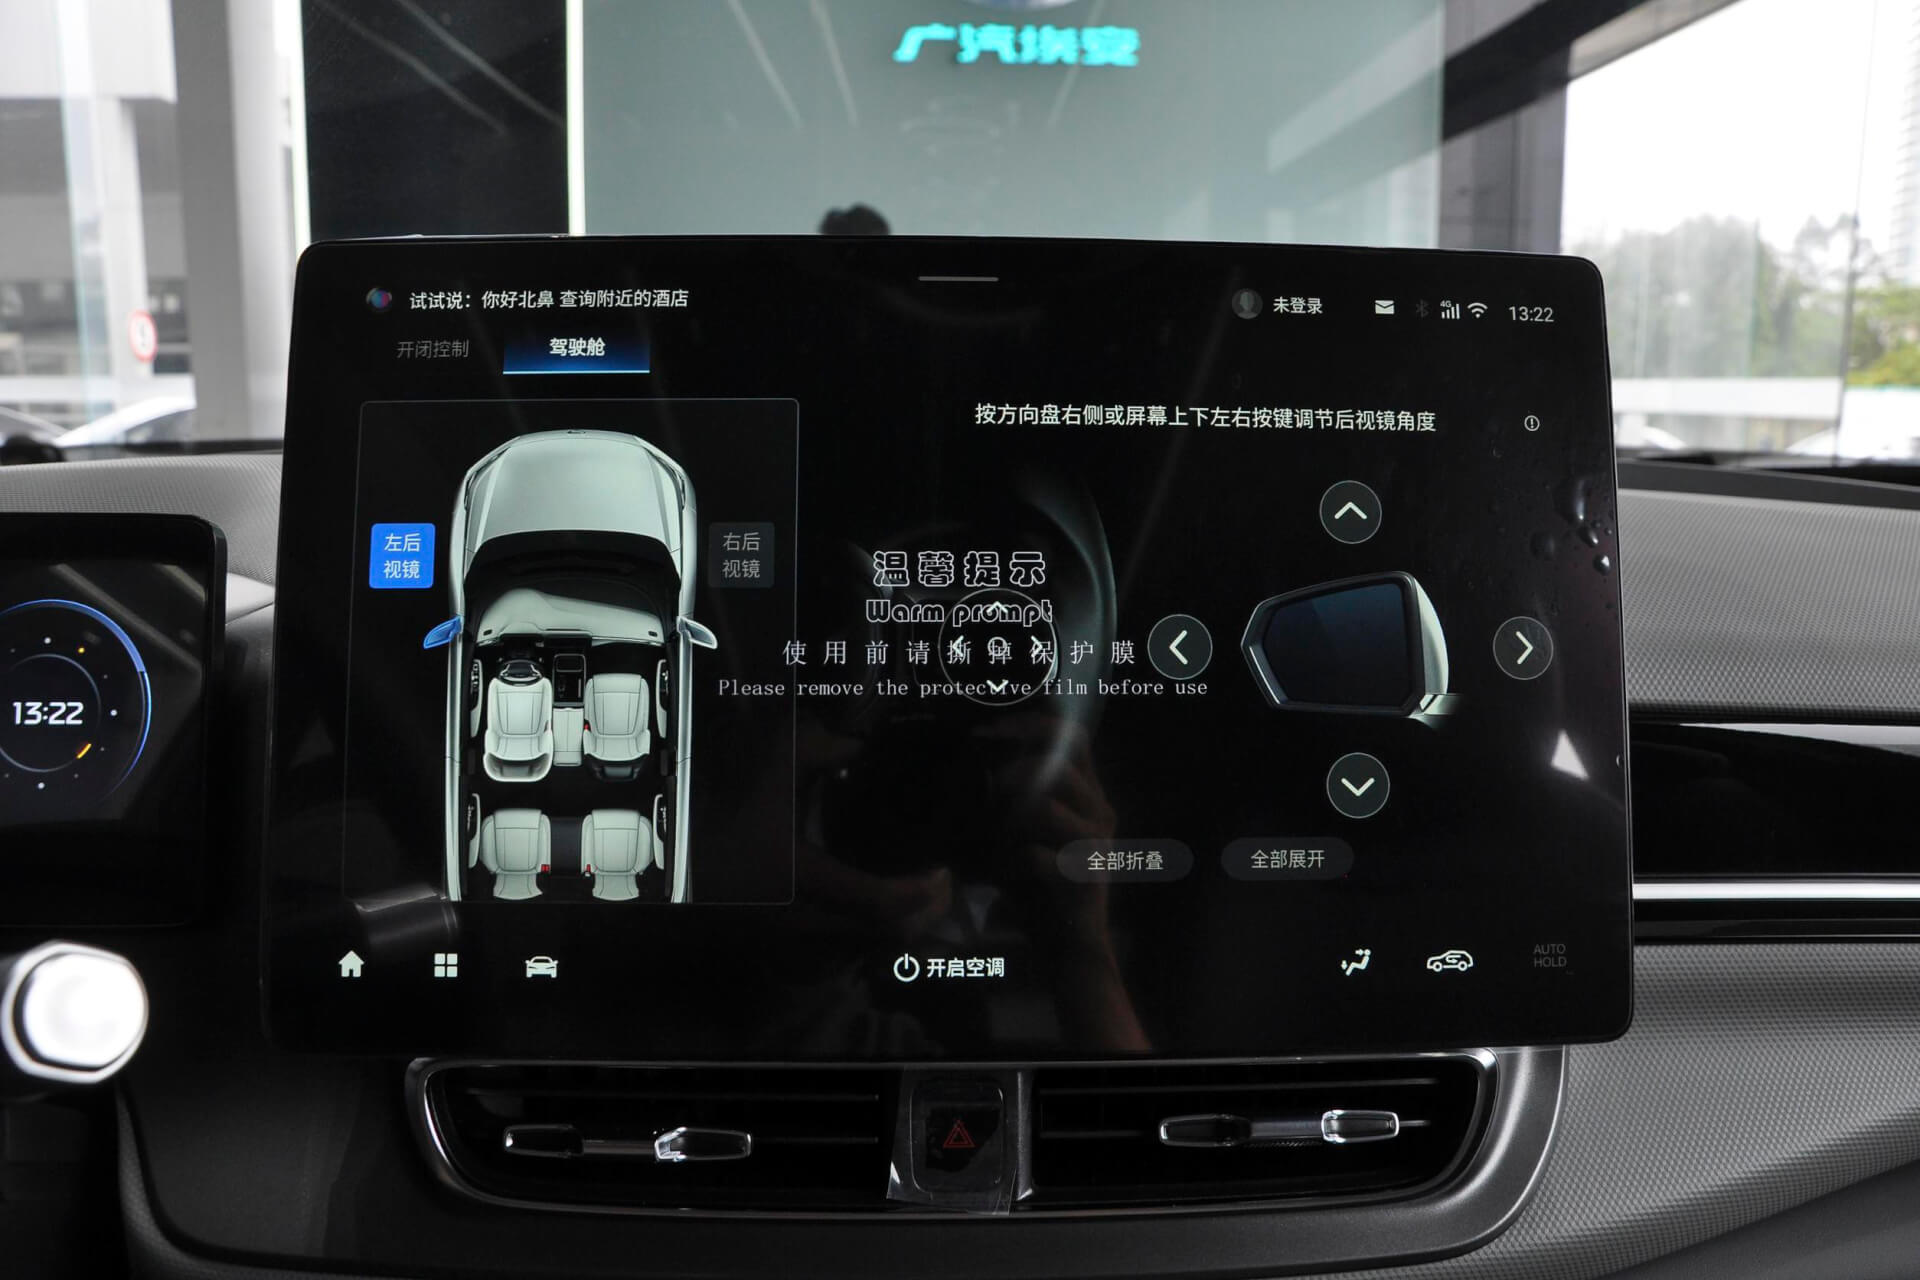 广汽埃安
试试说：你好北鼻 查询附近的酒店
未登录
4G
13:22
开闭控制
驾驶舱
按方向盘右侧或屏幕上下左右按键调节后视镜角度
左后
视镜
右后
视镜
温馨提示
Warm prompt
使用前请撕掉保护膜
Please remove the protective film before use
13:22
全部折叠
全部展开
开启空调
AUTO
HOLD